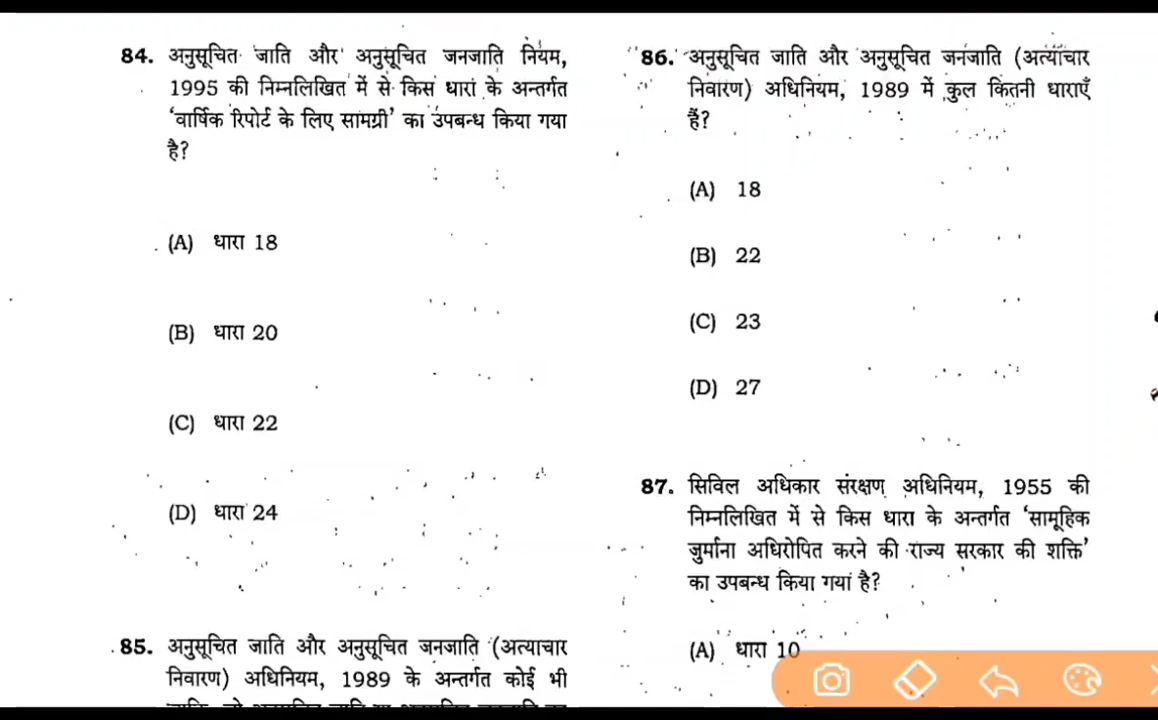 84. अनुसूचित जाति और अनुसूचित जनजाति नियम,
1995 की निम्नलिखित में से किस धारा के अन्तर्गत
‘वार्षिक रिपोर्ट के लिए सामग्री’ का उपबन्ध किया गया
है?
(A) धारा 18
(B) धारा 20
(C) धारा 22
(D) धारा 24
85. अनुसूचित जाति और अनुसूचित जनजाति (अत्याचार
निवारण) अधिनियम, 1989 के अन्तर्गत कोई भी
86. अनुसूचित जाति और अनुसूचित जनजाति (अत्याचार
निवारण) अधिनियम, 1989 में कुल कितनी धाराएँ
हैं?
(A) 18
(B) 22
(C) 23
(D) 27
87. सिविल अधिकार संरक्षण अधिनियम, 1955 की
निम्नलिखित में से किस धारा के अन्तर्गत ‘सामूहिक
जुर्माना अधिरोपित करने की राज्य सरकार की शक्ति’
का उपबन्ध किया गया है?
(A) धारा 10